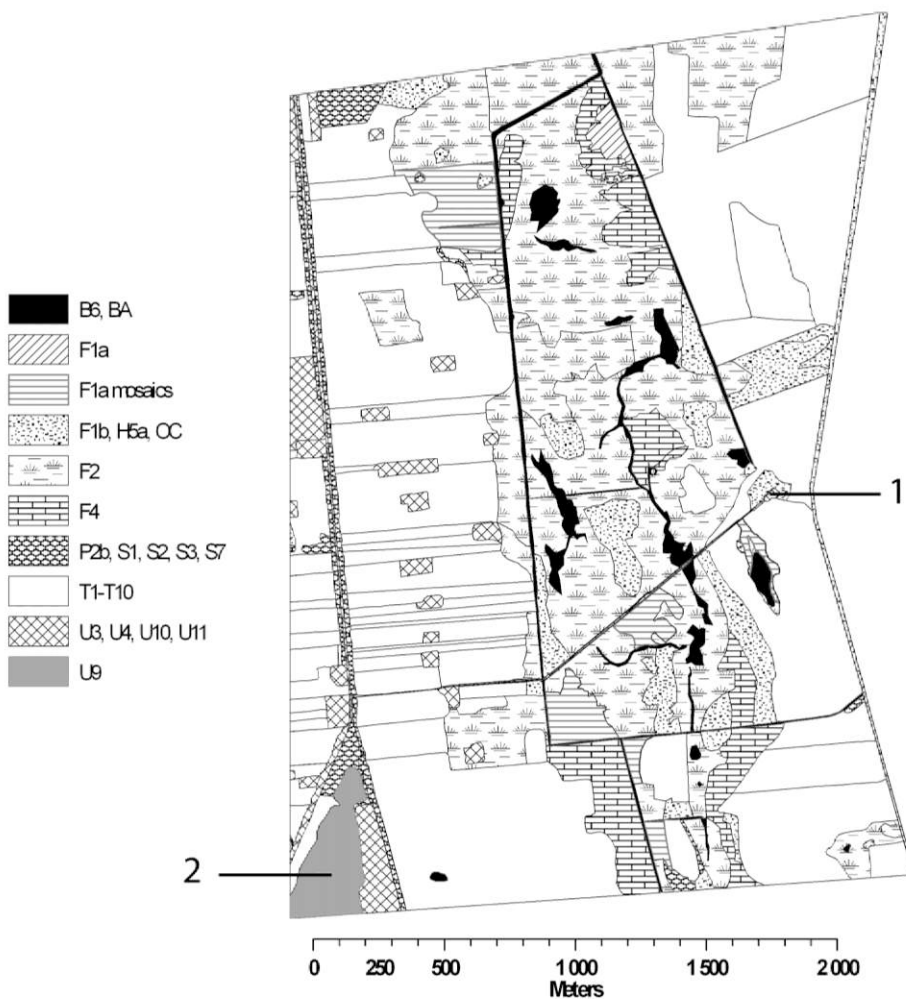 B6, BA
F1a
F1a mosaics
F1b, H5a, OC
F2
F4
P2b, S1, S2, S3, S7
T1-T10
U3, U4, U10, U11
U9
1
2
0 250 500 1 000 1 500 2 000
Meters